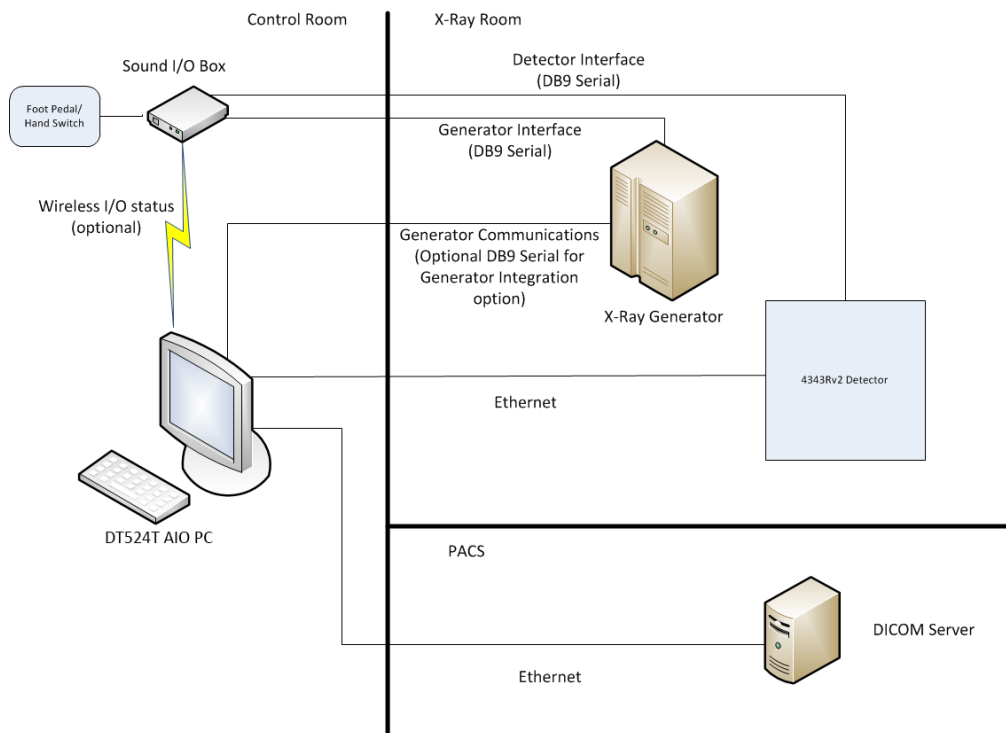 Control Room
X-Ray Room
Sound I/O Box
Detector Interface
(DB9 Serial)
Foot Pedal/
Hand Switch
Generator Interface
(DB9 Serial)
Wireless I/O status
(optional)
Generator Communications
(Optional DB9 Serial for
Generator Integration
option)
X-Ray Generator
4343Rv2 Detector
Ethernet
DT524T AIO PC
PACS
DICOM Server
Ethernet